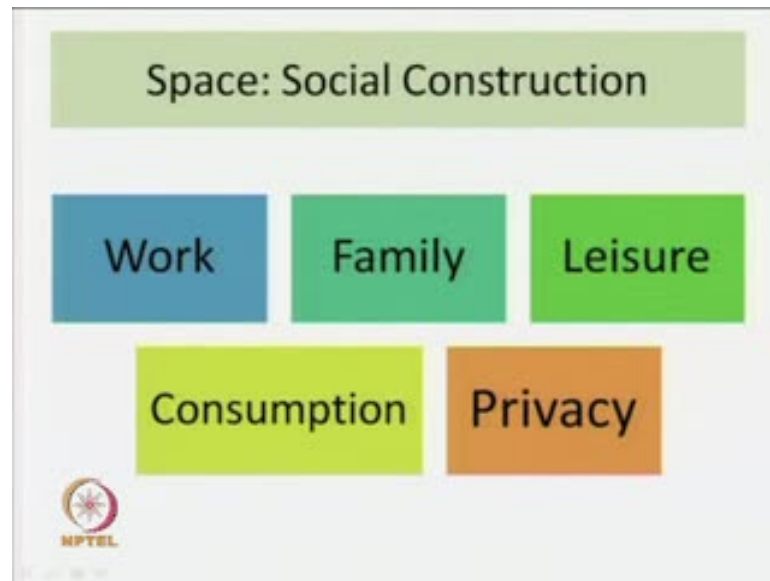 Space: Social Construction
Work Family Leisure
Consumption Privacy
NPTEL